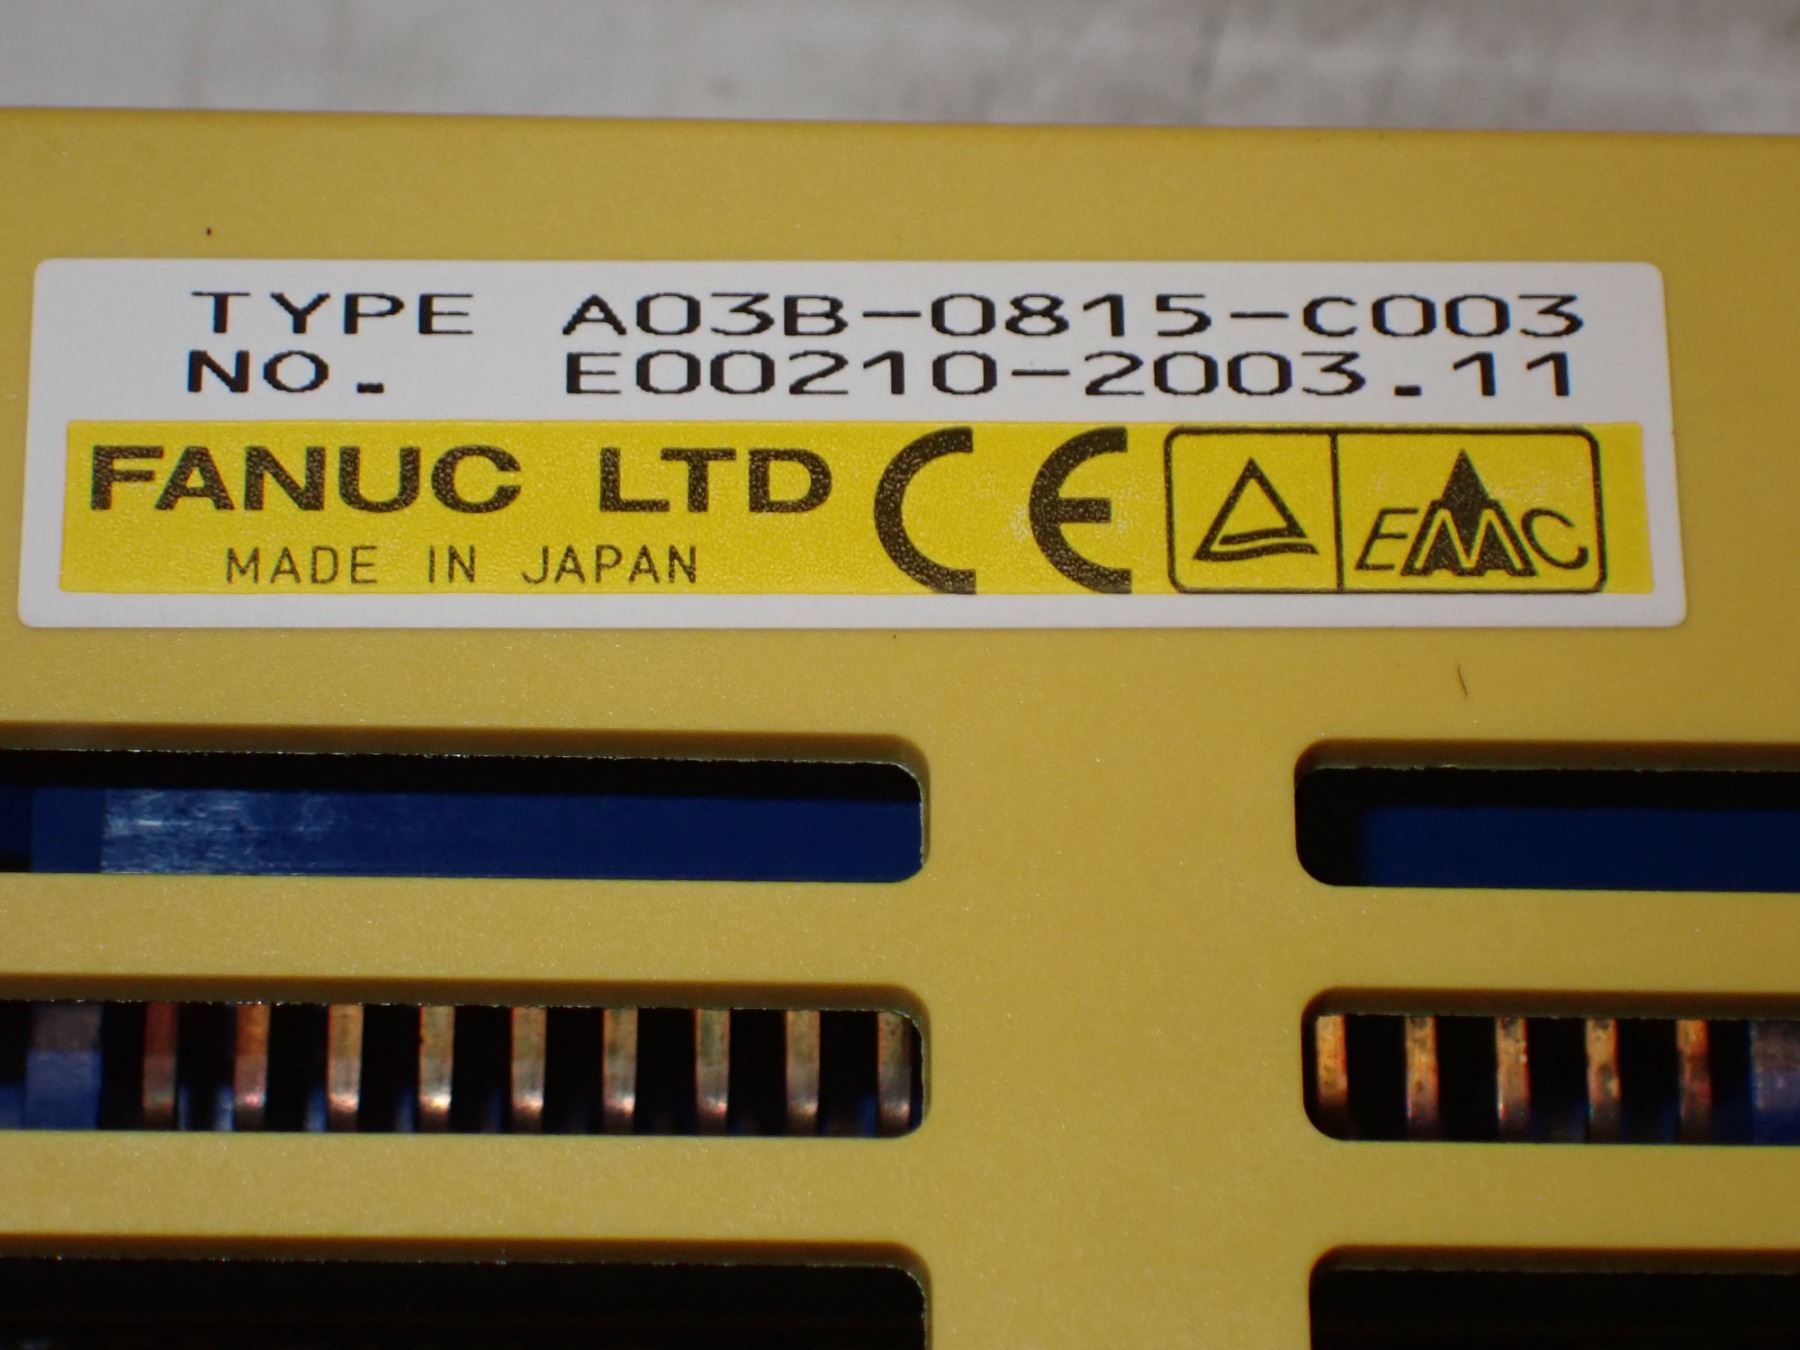 TYPE A03B-0815-C003
NO. E00210-2003.11
FANUC LTD CE EMC
MADE IN JAPAN